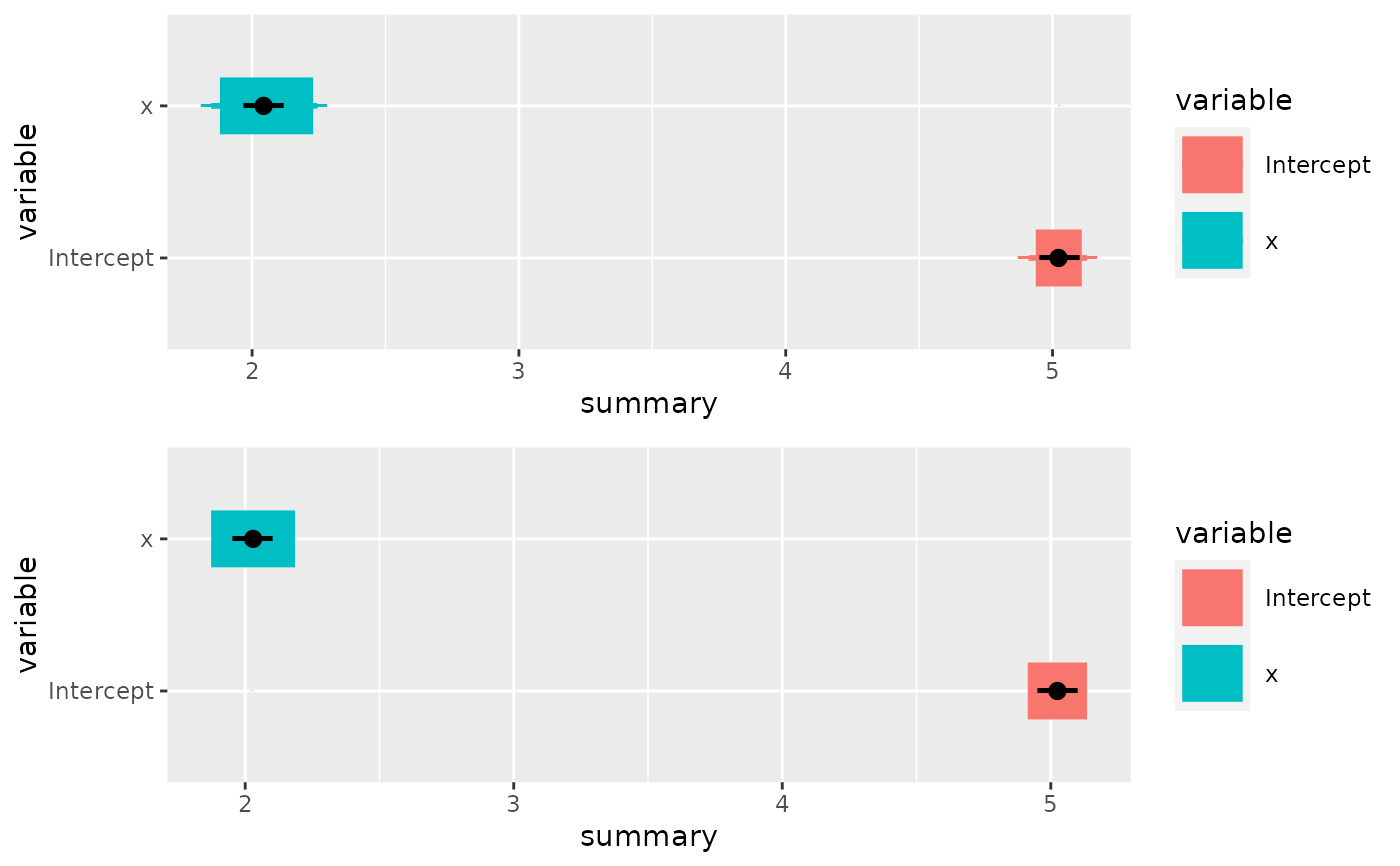 variable
x
Intercept
2 3 4 5
summary
variable
Intercept
x
variable
x
Intercept
2 3 4 5
summary
variable
Intercept
x